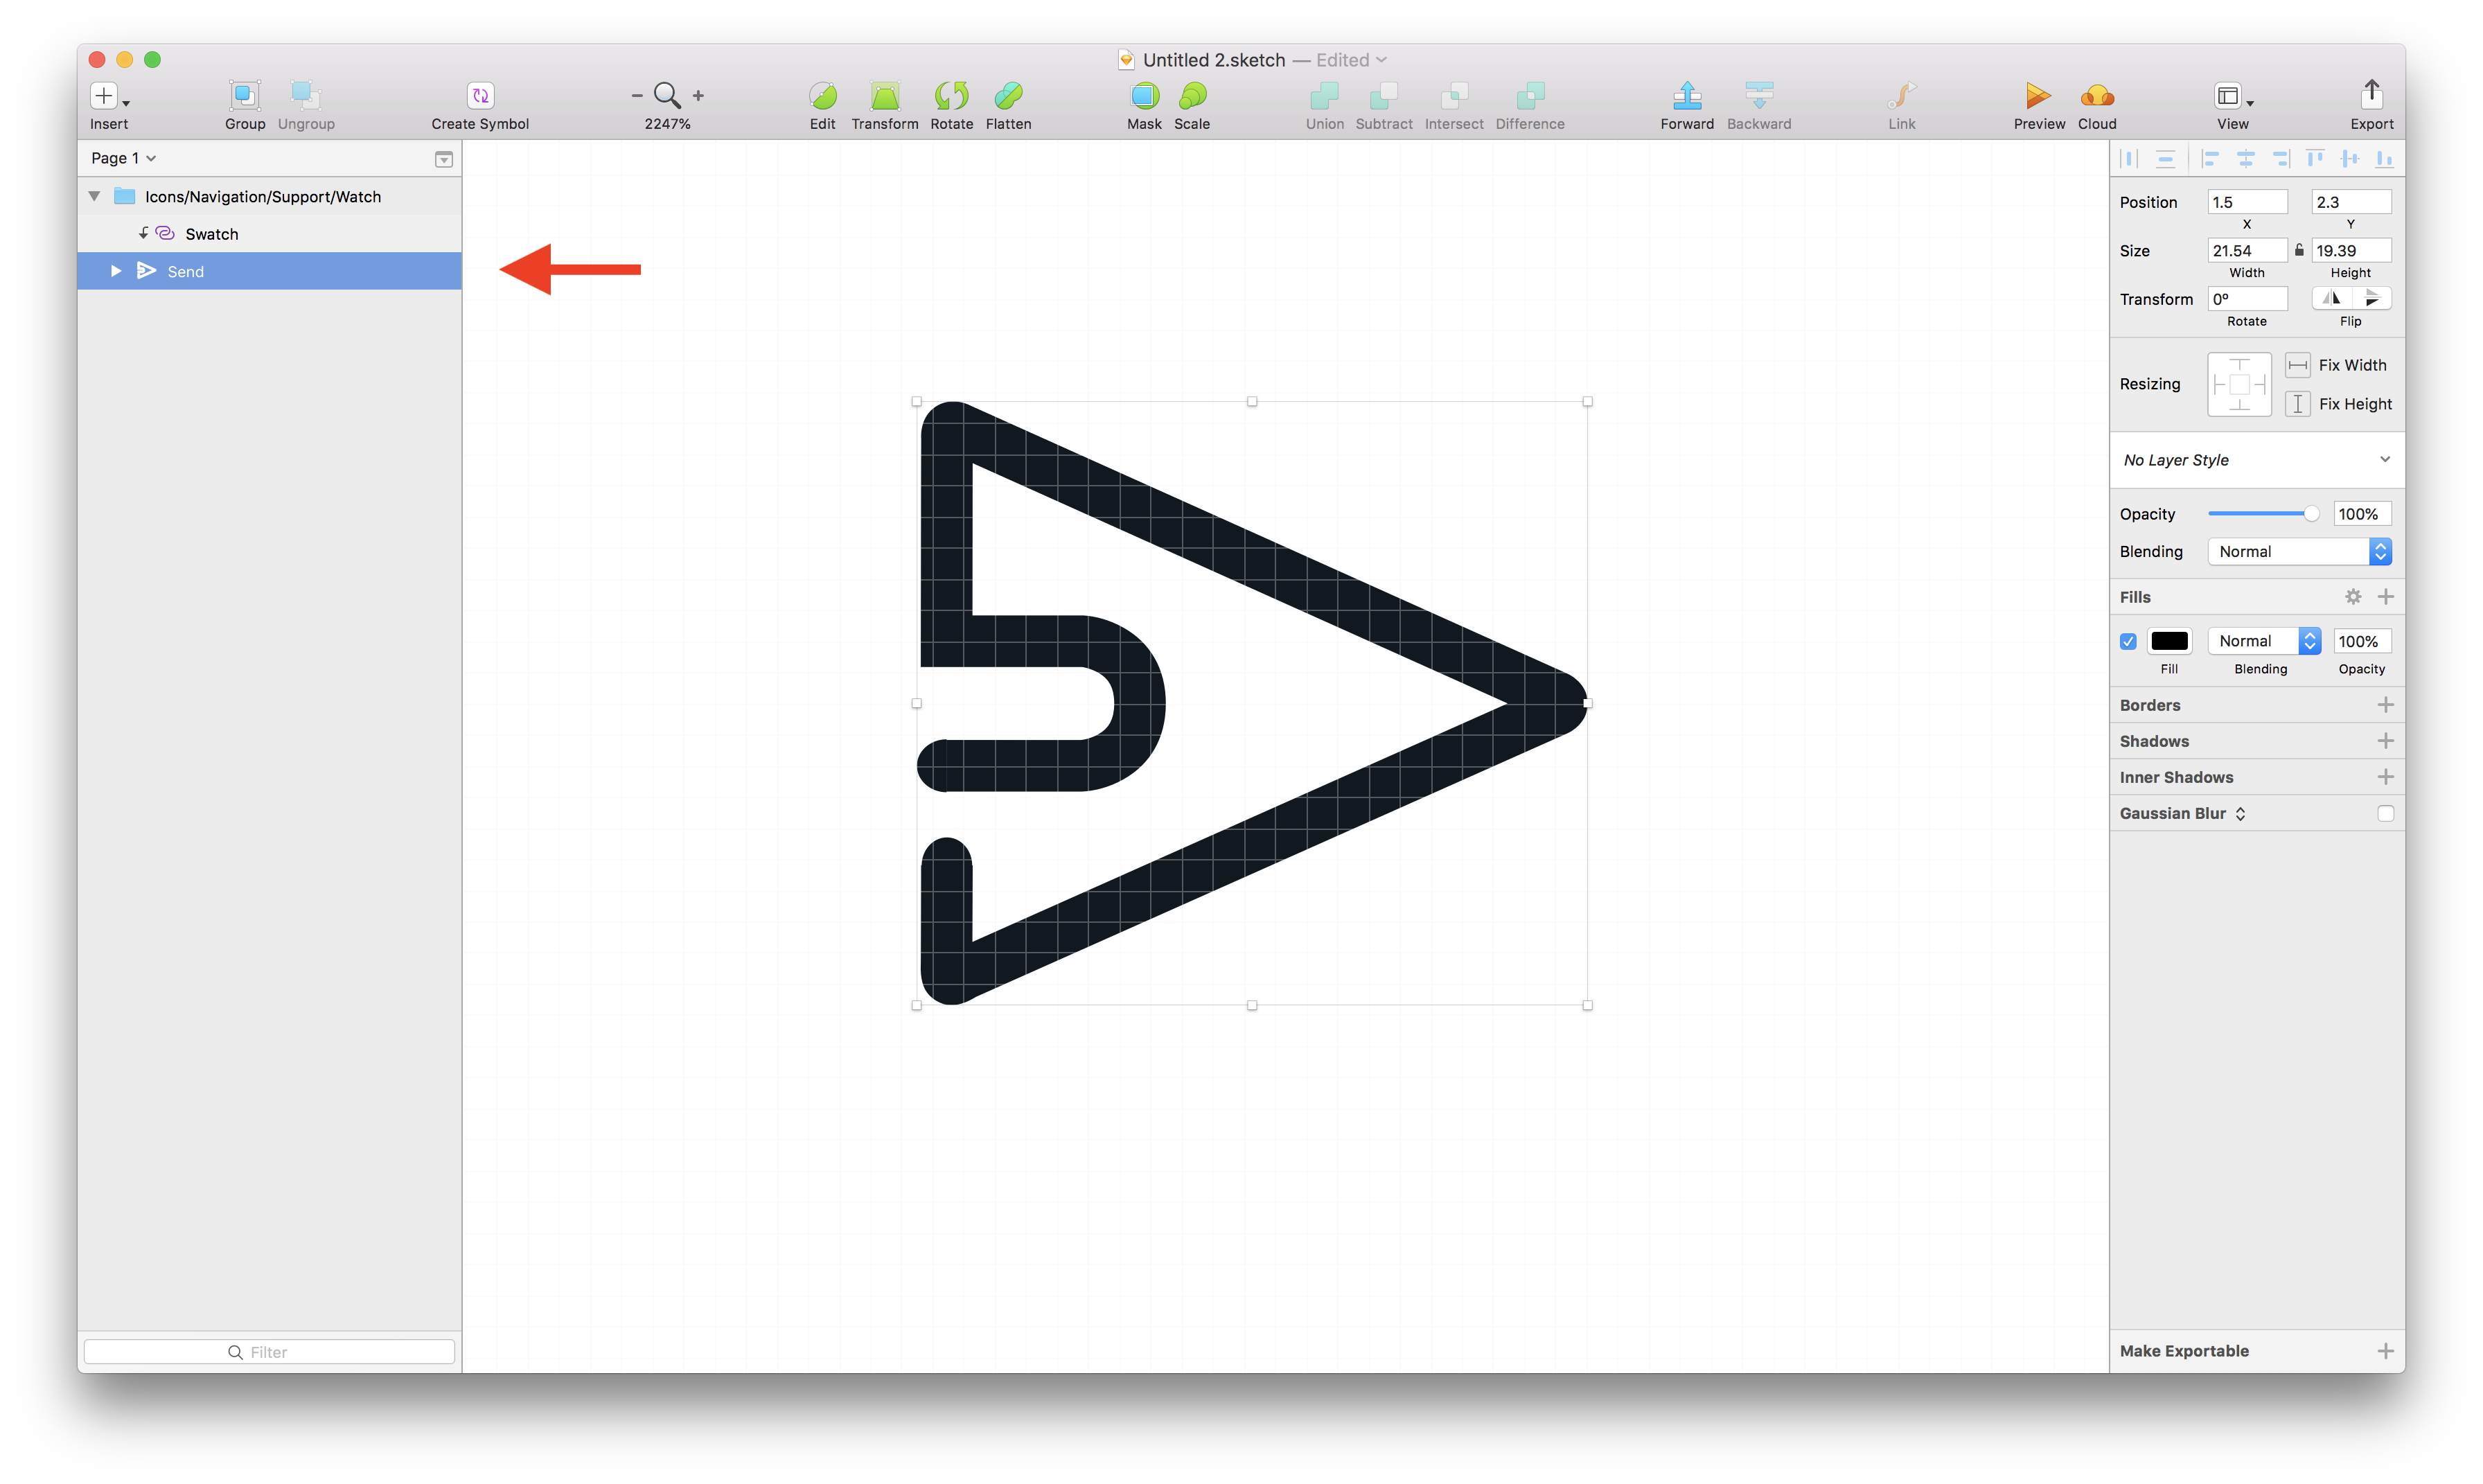 Untitled 2.sketch — Edited
Insert Group Ungroup Create Symbol 2247% Edit Transform Rotate Flatten Mask Scale Union Subtract Intersect Difference Forward Backward Link Preview Cloud View Export
Page 1
Icons/Navigation/Support/Watch
Swatch
Send
Filter
Position 1.5 2.3
X Y
Size 21.54 19.39
Width Height
Transform 0º
Rotate Flip
Resizing
Fix Width
Fix Height
No Layer Style
Opacity 100%
Blending Normal
Fills
Normal 100%
Fill Blending Opacity
Borders
Shadows
Inner Shadows
Gaussian Blur
Make Exportable